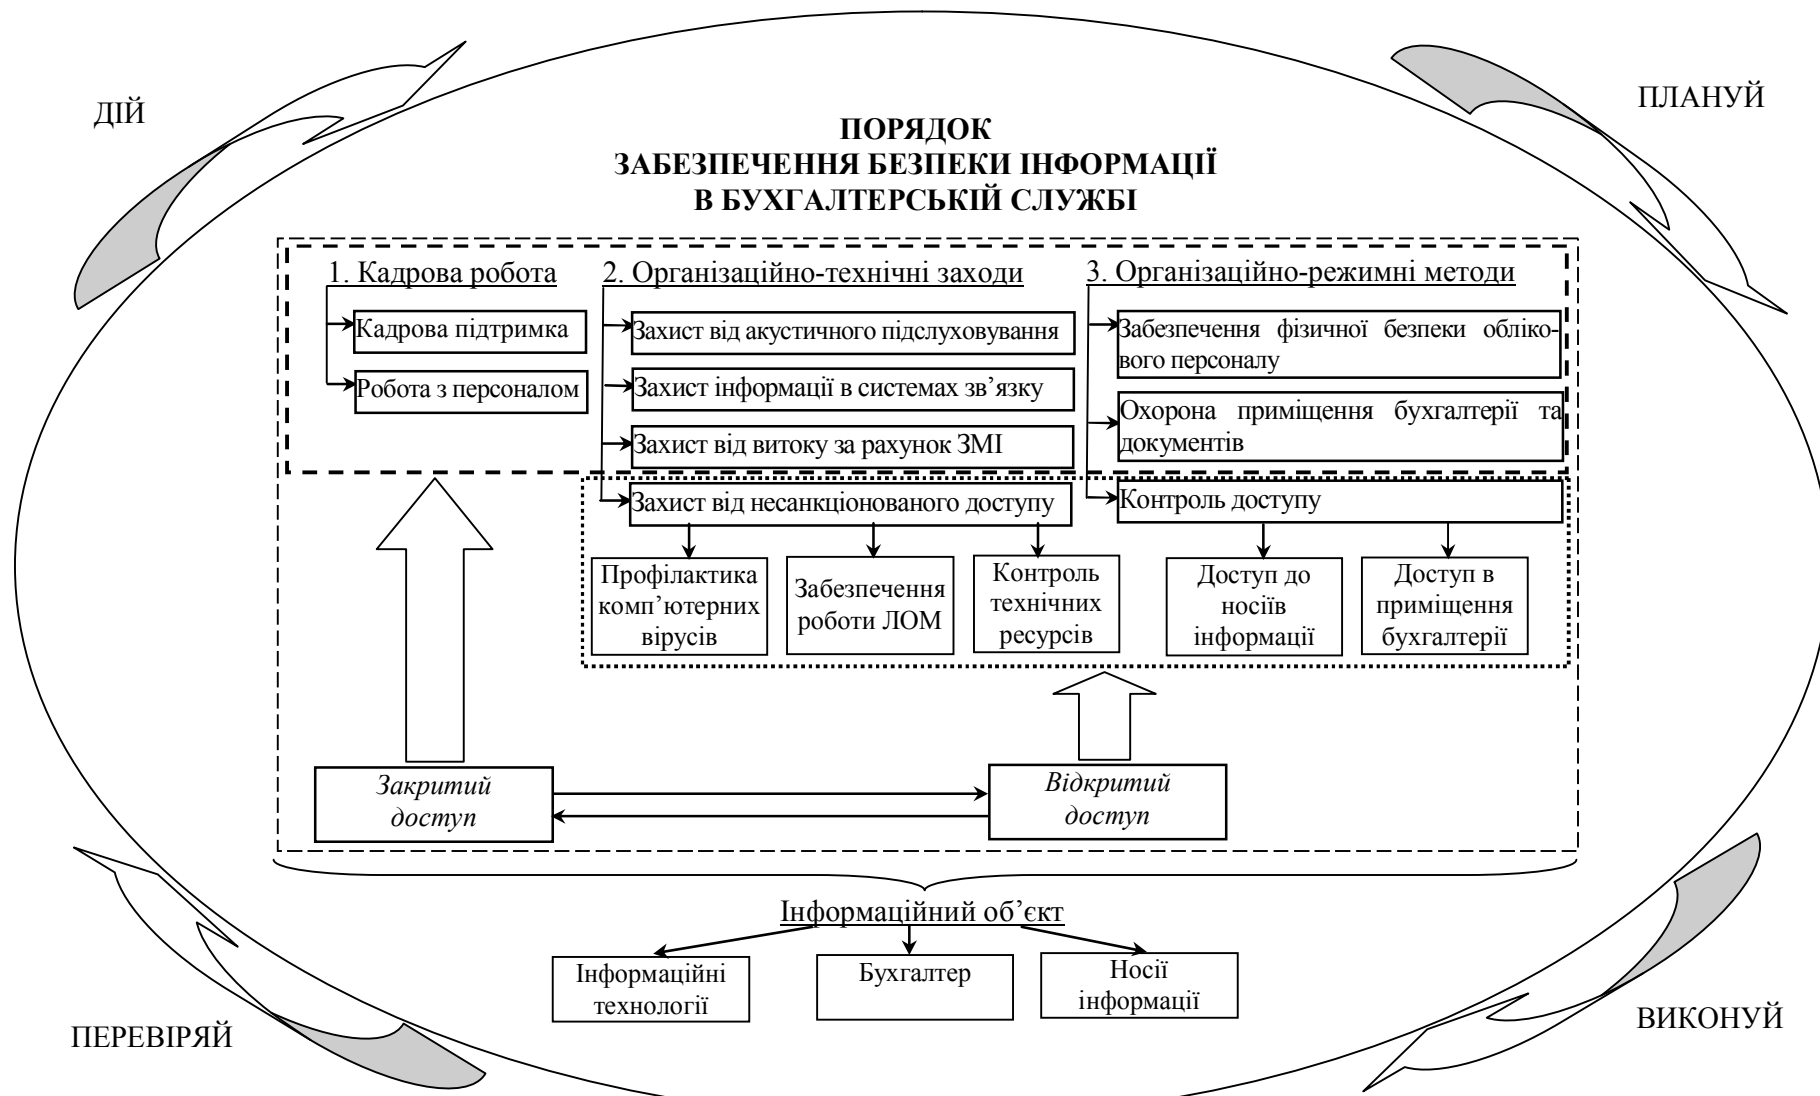 ДІЙ
ПЛАНУЙ
ПОРЯДОК
ЗАБЕЗПЕЧЕННЯ БЕЗПЕКИ ІНФОРМАЦІЇ
В БУХГАЛТЕРСЬКІЙ СЛУЖБІ
1. Кадрова робота
Кадрова підтримка
Робота з персоналом
2. Організаційно-технічні заходи
Захист від акустичного підслуховування
Захист інформації в системах зв’язку
Захист від витоку за рахунок ЗМІ
Захист від несанкціонованого доступу
Профілактика
комп’ютерних
вірусів
Забезпечення
роботи ЛОМ
Контроль
технічних
ресурсів
3. Організаційно-режимні методи
Забезпечення фізичної безпеки обліко-
вого персоналу
Охорона приміщення бухгалтерії та
документів
Контроль доступу
Доступ до
носіїв
інформації
Доступ в
приміщення
бухгалтерії
Закритий
доступ
Відкритий
доступ
Інформаційний об’єкт
Інформаційні
технології
Бухгалтер
Носії
інформації
ПЕРЕВІРЯЙ
ВИКОНУЙ